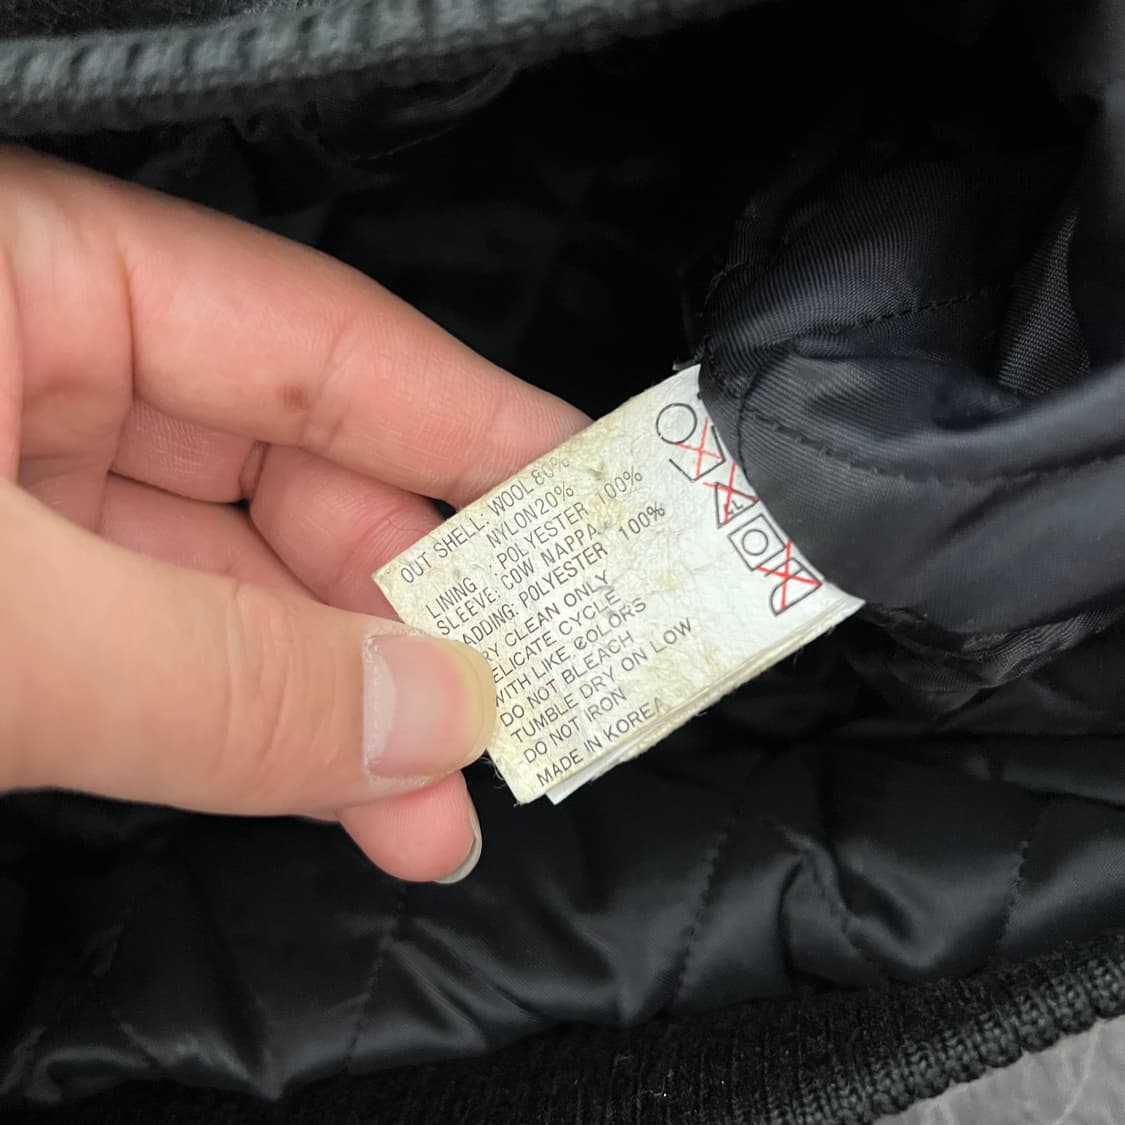 OUT SHELL: WOOL 80%
NYLON 20%
LINING : POLYESTER 100%
SLEEVE: COW NAPPA
ADDING: POLYESTER 100%
RY CLEAN ONLY
ELICATE CYCLE
WITH LIKE COLORS
DO NOT BLEACH
TUMBLE DRY ON LOW
DO NOT IRON
MADE IN KOREA